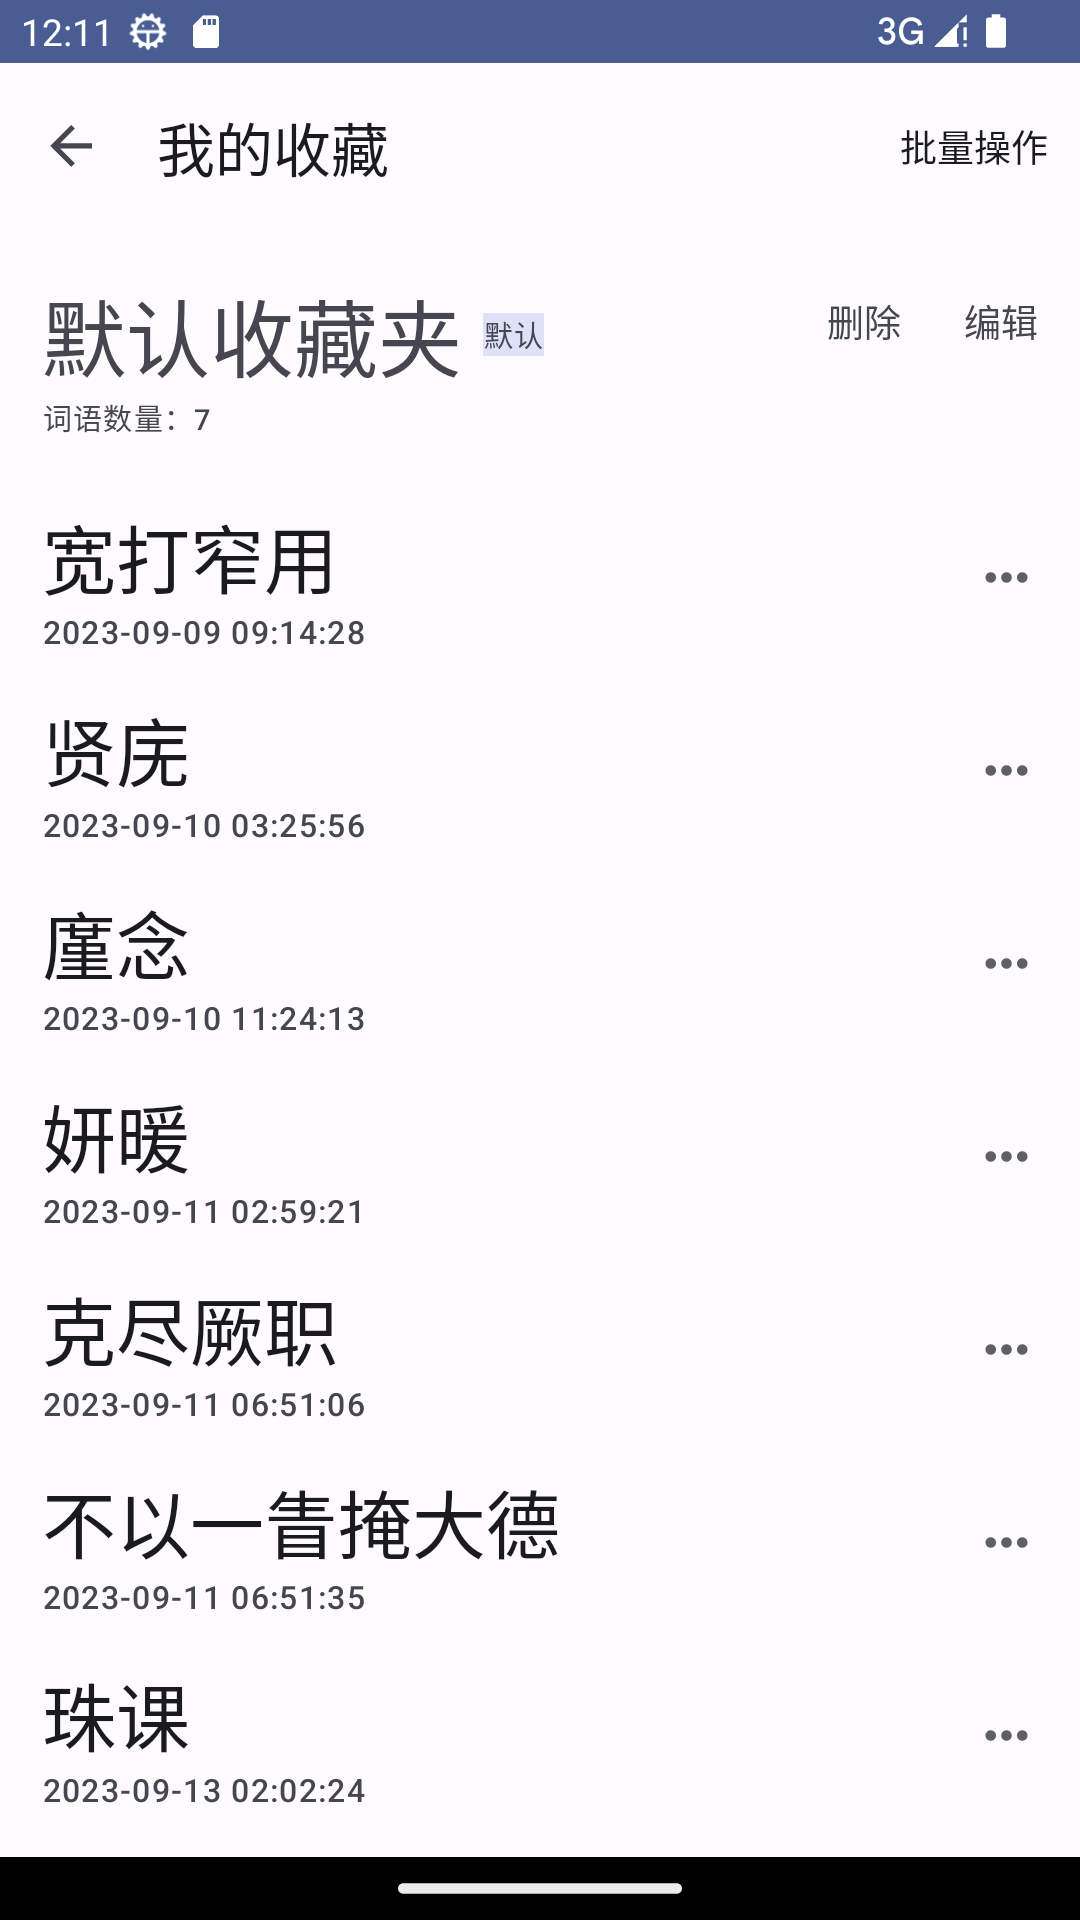 12:11 3G
我的收藏 批量操作
默认收藏夹 默认 删除 编辑
词语数量：7
宽打窄用
2023-09-09 09:14:28
贤庑
2023-09-10 03:25:56
廑念
2023-09-10 11:24:13
妍暖
2023-09-11 02:59:21
克尽厥职
2023-09-11 06:51:06
不以一眚掩大德
2023-09-11 06:51:35
珠课
2023-09-13 02:02:24